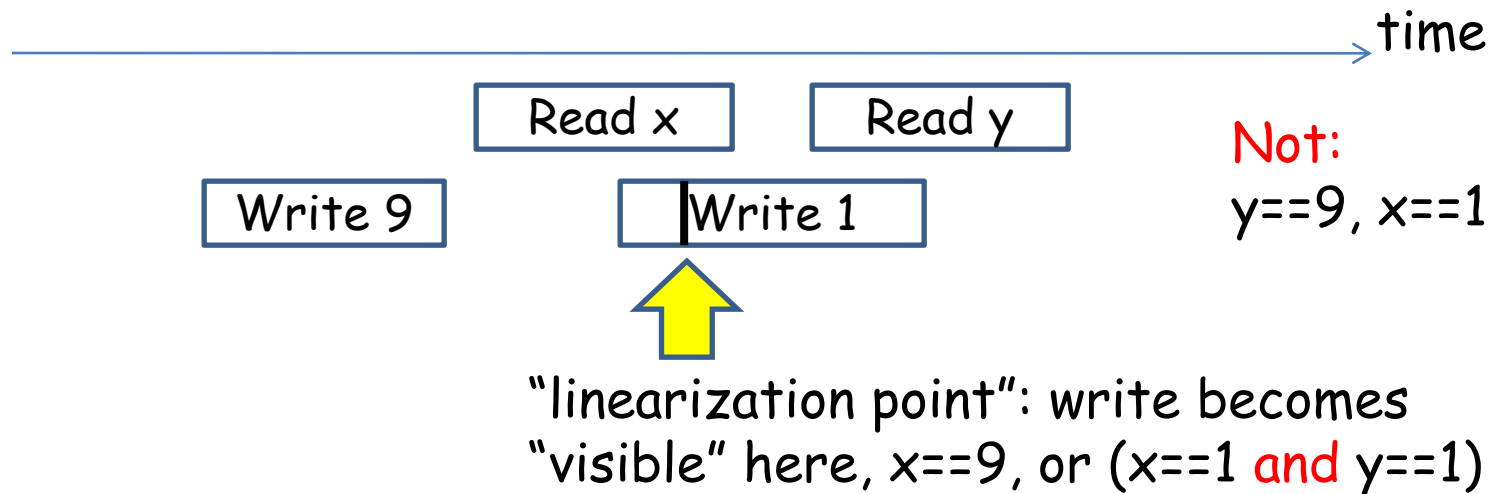 time
Read x
Read y
Not:
y==9, x==1
Write 9
Write 1
“linearization point”: write becomes
“visible” here, x==9, or (x==1 and y==1)